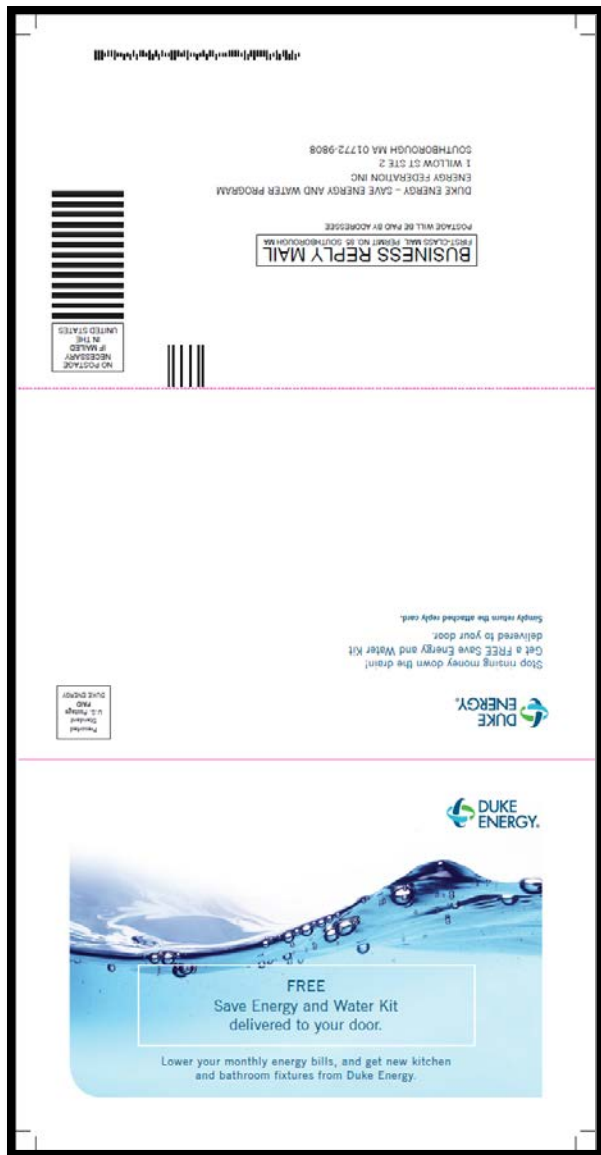 SOUTHBOROUGH MA 01772-9808
1 WILLOW ST STE 2
ENERGY FEDERATION INC
DUKE ENERGY – SAVE ENERGY AND WATER PROGRAM
POSTAGE WILL BE PAID BY ADDRESSEE
FIRST-CLASS MAIL PERMIT NO. 85 SOUTHBOROUGH MA
BUSINESS REPLY MAIL
NO POSTAGE
NECESSARY
IF MAILED
IN THE
UNITED STATES
DUKE
ENERGY.
Stop rinsing money down the drain!
Get a FREE Save Energy and Water Kit
delivered to your door.
Simply return the attached reply card.
Presorted
Standard
U.S. Postage
PAID
DUKE ENERGY
DUKE
ENERGY.
FREE
Save Energy and Water Kit
delivered to your door.
Lower your monthly energy bills, and get new kitchen
and bathroom fixtures from Duke Energy.